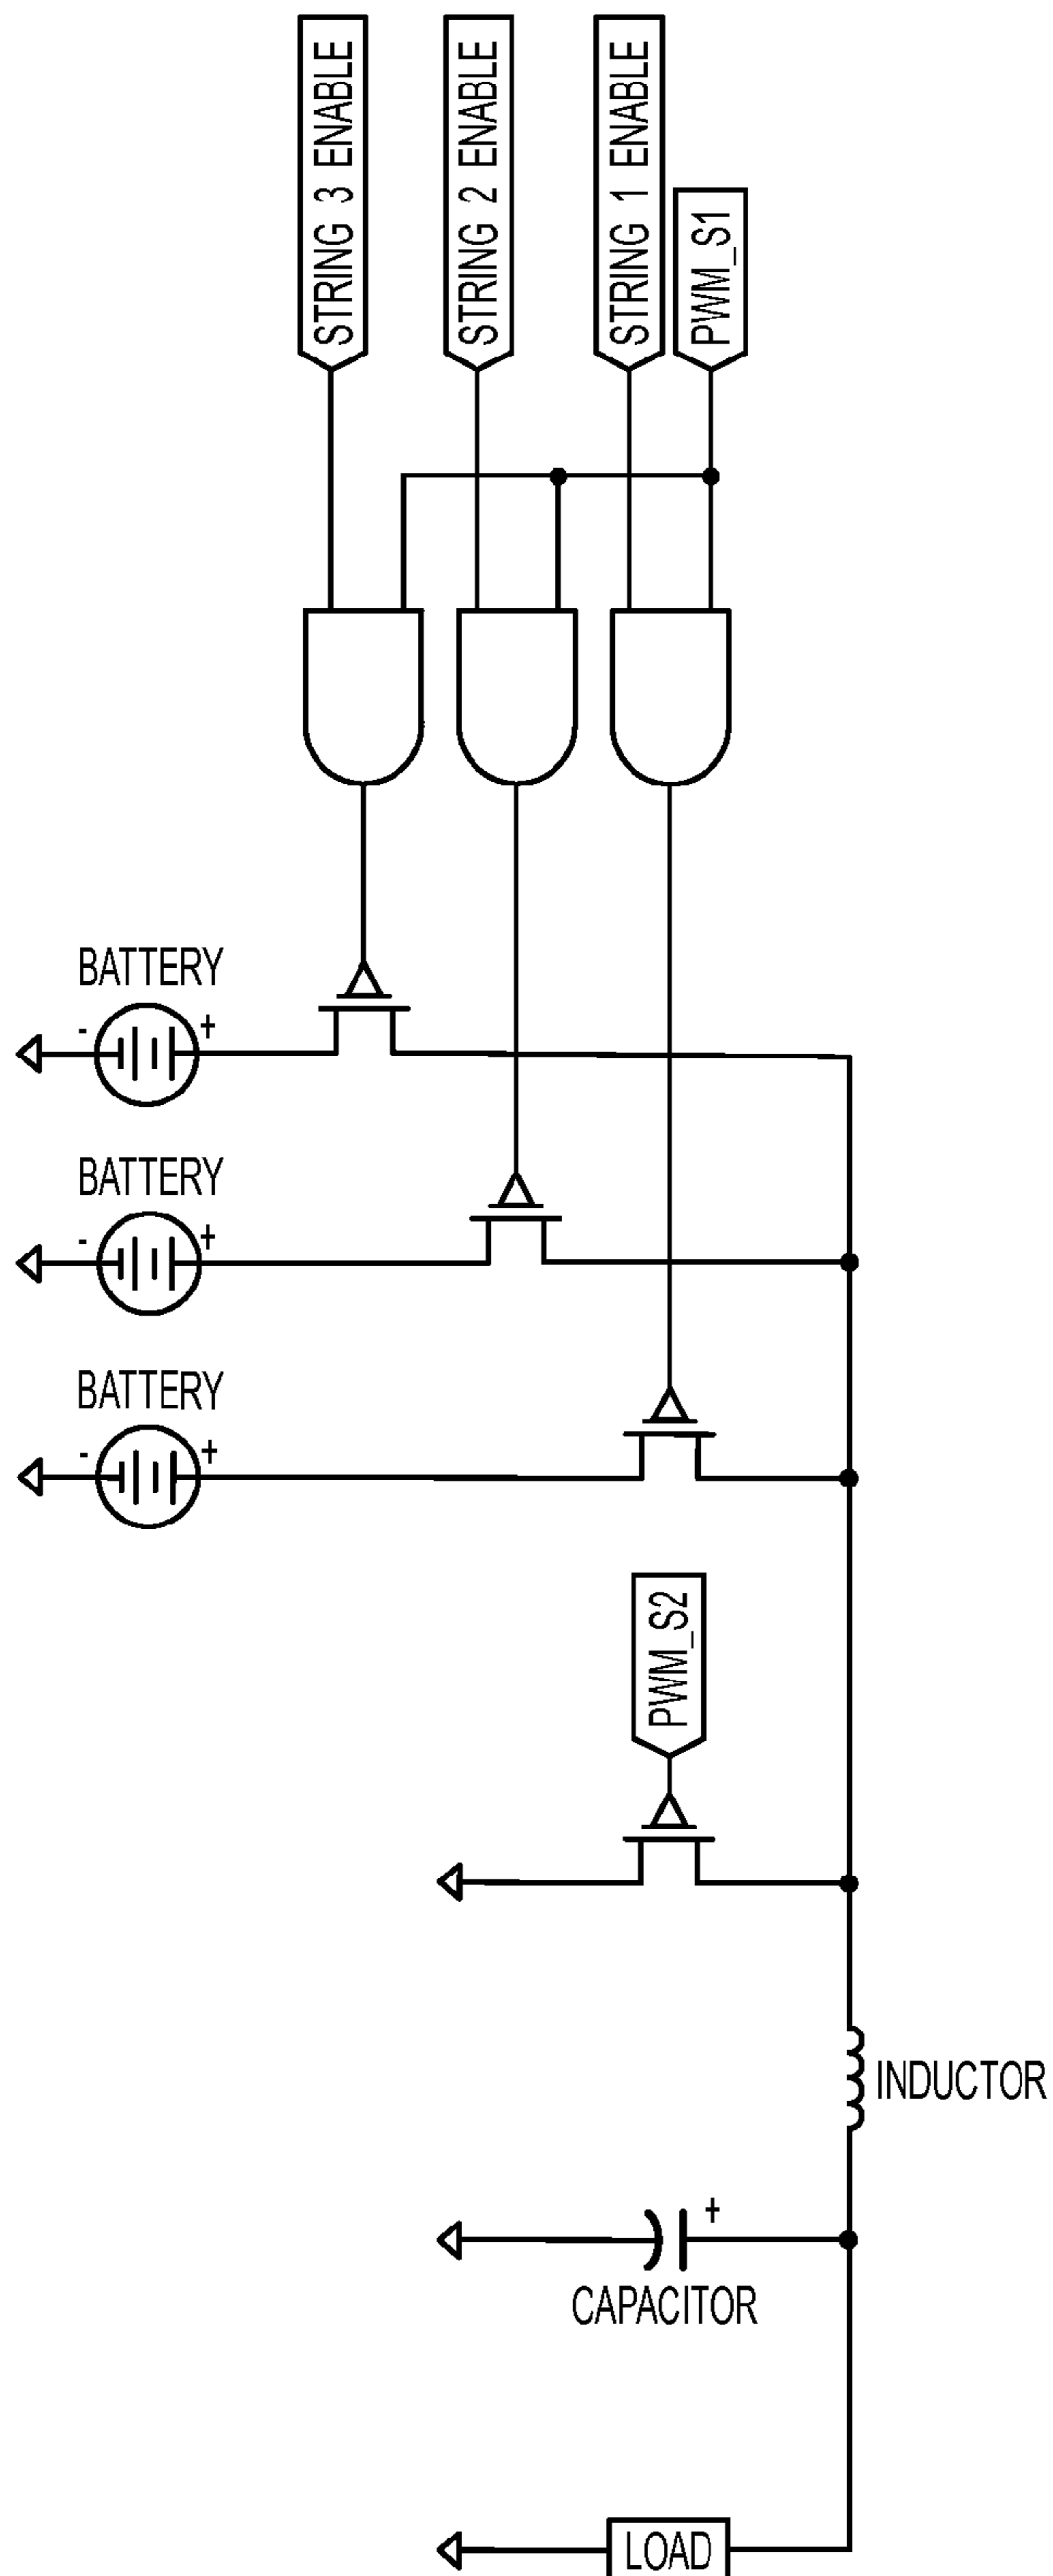 STRING 3 ENABLE
STRING 2 ENABLE
STRING 1 ENABLE
PWM_S1
BATTERY
- +
BATTERY
- +
BATTERY
- +
PWM_S2
INDUCTOR
+
CAPACITOR
LOAD